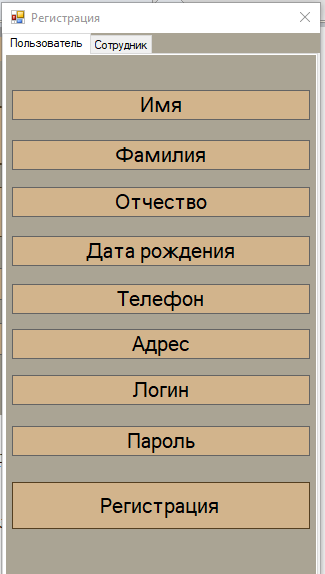 Регистрация
Пользователь Сотрудник
Имя
Фамилия
Отчество
Дата рождения
Телефон
Адрес
Логин
Пароль
Регистрация